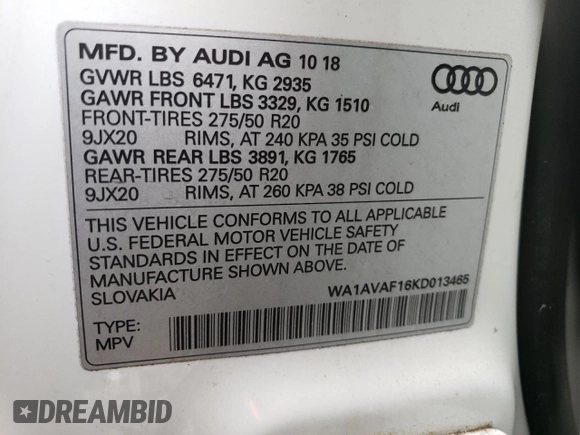 MFD. BY AUDI AG 10 18
GVWR LBS 6471, KG 2935
GAWR FRONT LBS 3329, KG 1510
FRONT-TIRES 275/50 R20
9JX20 RIMS, AT 240 KPA 35 PSI COLD
GAWR REAR LBS 3891, KG 1765
REAR-TIRES 275/50 R20
9JX20 RIMS, AT 260 KPA 38 PSI COLD
Audi
THIS VEHICLE CONFORMS TO ALL APPLICABLE
U.S. FEDERAL MOTOR VEHICLE SAFETY
STANDARDS IN EFFECT ON THE DATE OF
MANUFACTURE SHOWN ABOVE.
SLOVAKIA WA1AVAF16KD013465
TYPE:
MPV
DREAMBID